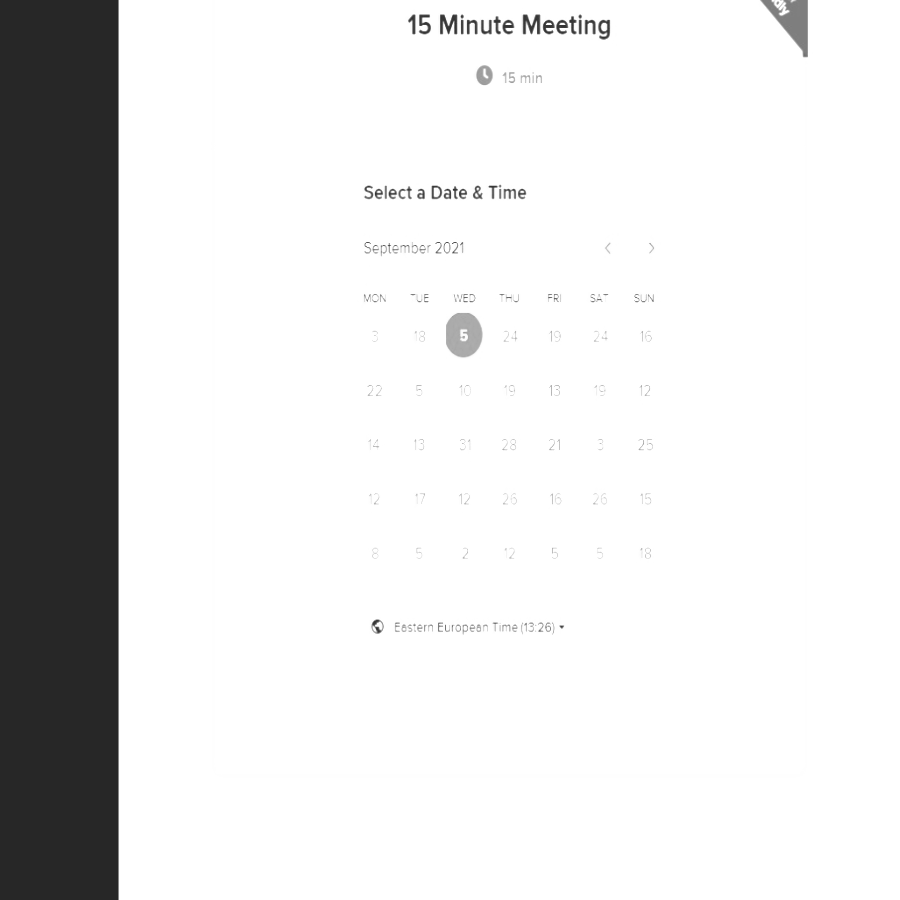 15 Minute Meeting
15 min
Select a Date & Time
September 2021
MON TUE WED THU FRI SAT SUN
3 18 5 24 19 24 16
22 5 10 19 13 19 12
14 13 31 28 21 3 25
12 17 12 26 16 26 15
8 5 2 12 5 5 18
Eastern European Time (13:26)